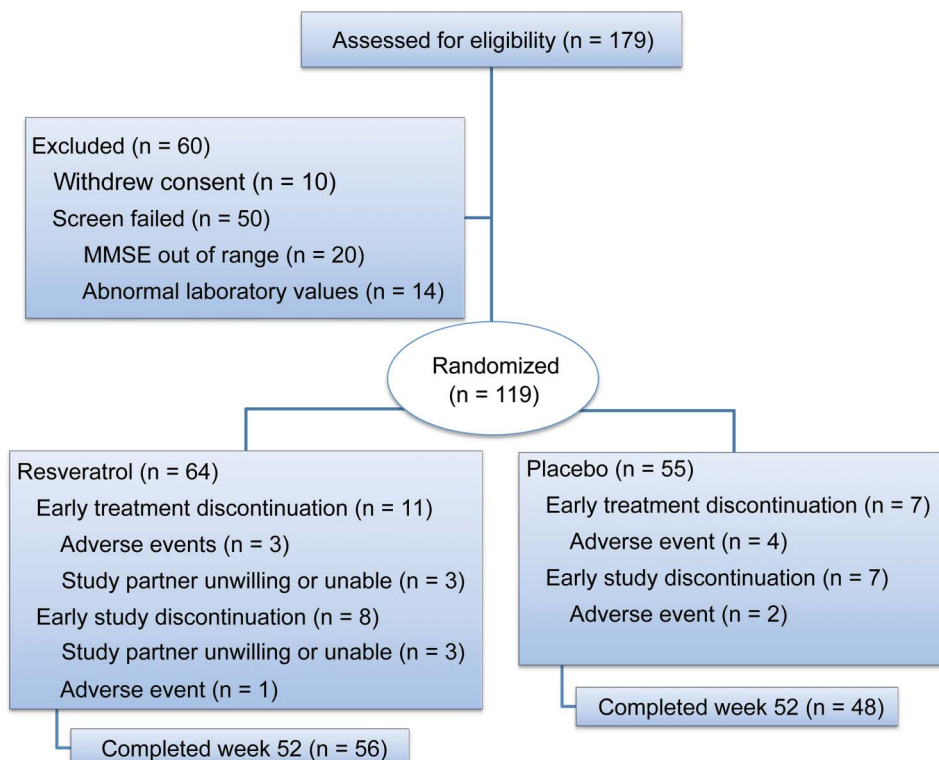 Assessed for eligibility (n = 179)
Excluded (n = 60)
Withdrew consent (n = 10)
Screen failed (n = 50)
MMSE out of range (n = 20)
Abnormal laboratory values (n = 14)
Randomized
(n = 119)
Resveratrol (n = 64)
Early treatment discontinuation (n = 11)
Adverse events (n = 3)
Study partner unwilling or unable (n = 3)
Early study discontinuation (n = 8)
Study partner unwilling or unable (n = 3)
Adverse event (n = 1)
Completed week 52 (n = 56)
Placebo (n = 55)
Early treatment discontinuation (n = 7)
Adverse event (n = 4)
Early study discontinuation (n = 7)
Adverse event (n = 2)
Completed week 52 (n = 48)